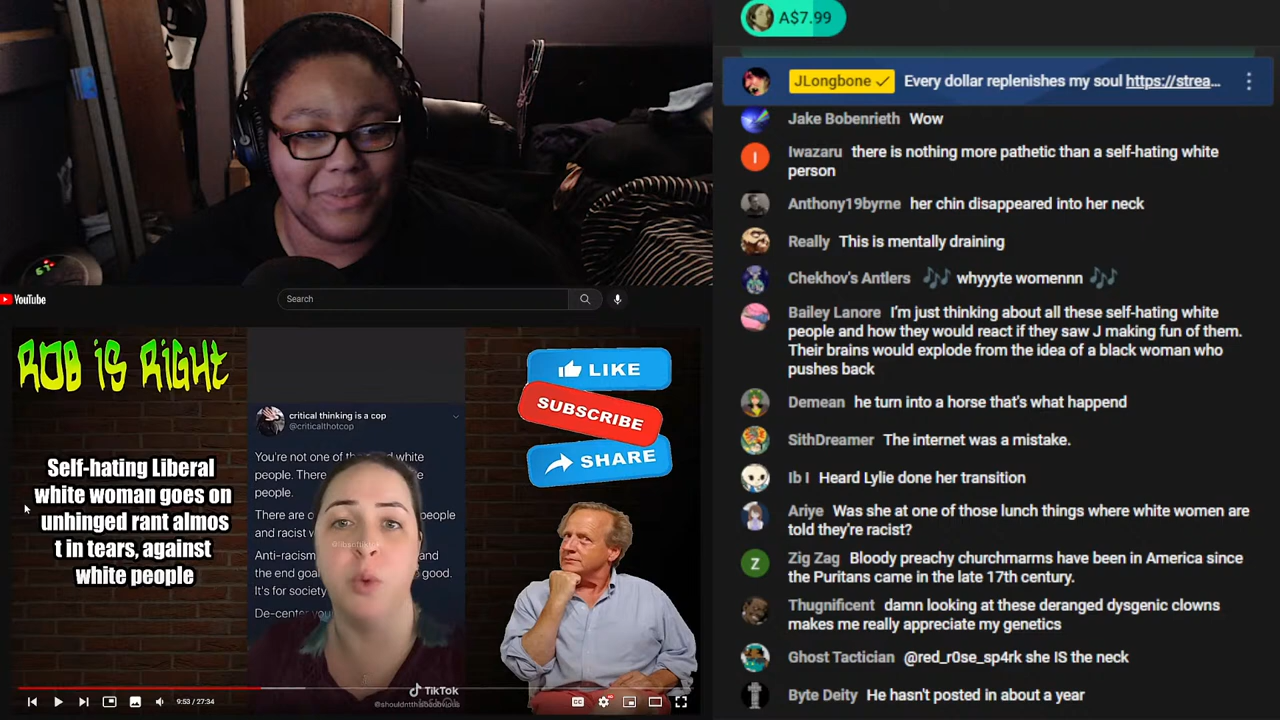 A$7.99
JLongbone ✓ Every dollar replenishes my soul https://strea...
Jake Bobenrieth Wow
Iwazaru there is nothing more pathetic than a self-hating white
person
Anthony19byrne her chin disappeared into her neck
Really This is mentally draining
Chekhov's Antlers 🎶 whyyyte womennn 🎶
Bailey Lanore I'm just thinking about all these self-hating white
people and how they would react if they saw J making fun of them.
Their brains would explode from the idea of a black woman who
pushes back
Demean he turn into a horse that's what happend
SithDreamer The internet was a mistake.
Ib I Heard Lylie done her transition
Ariye Was she at one of those lunch things where white women are
told they're racist?
Zig Zag Bloody preachy churchmarms have been in America since
the Puritans came in the late 17th century.
Thugnificent damn looking at these deranged dysgenic clowns
makes me really appreciate my genetics
Ghost Tactician @red_r0se_sp4rk she IS the neck
Byte Deity He hasn't posted in about a year
YouTube
Search
ROB iS RiGHT
Self-hating Liberal
white woman goes on
unhinged rant almos
t in tears, against
white people
critical thinking is a cop
@criticalthotcop
You're not one of the white
people. There
people.
There are people
and racist
Anti-racism and
the end goa good.
It's for society
De-center you
@libsoftiktok
TikTok
LIKE
SUBSCRIBE
SHARE
9:53 / 27:34
CC